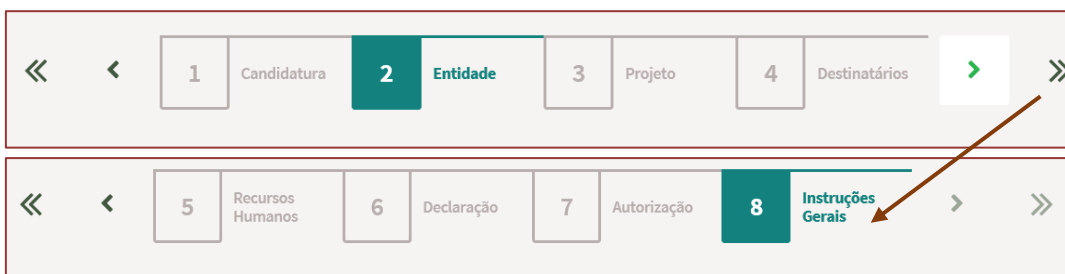 1 Candidatura 2 Entidade 3 Projeto 4 Destinatários
5 Recursos Humanos 6 Declaração 7 Autorização 8 Instruções Gerais